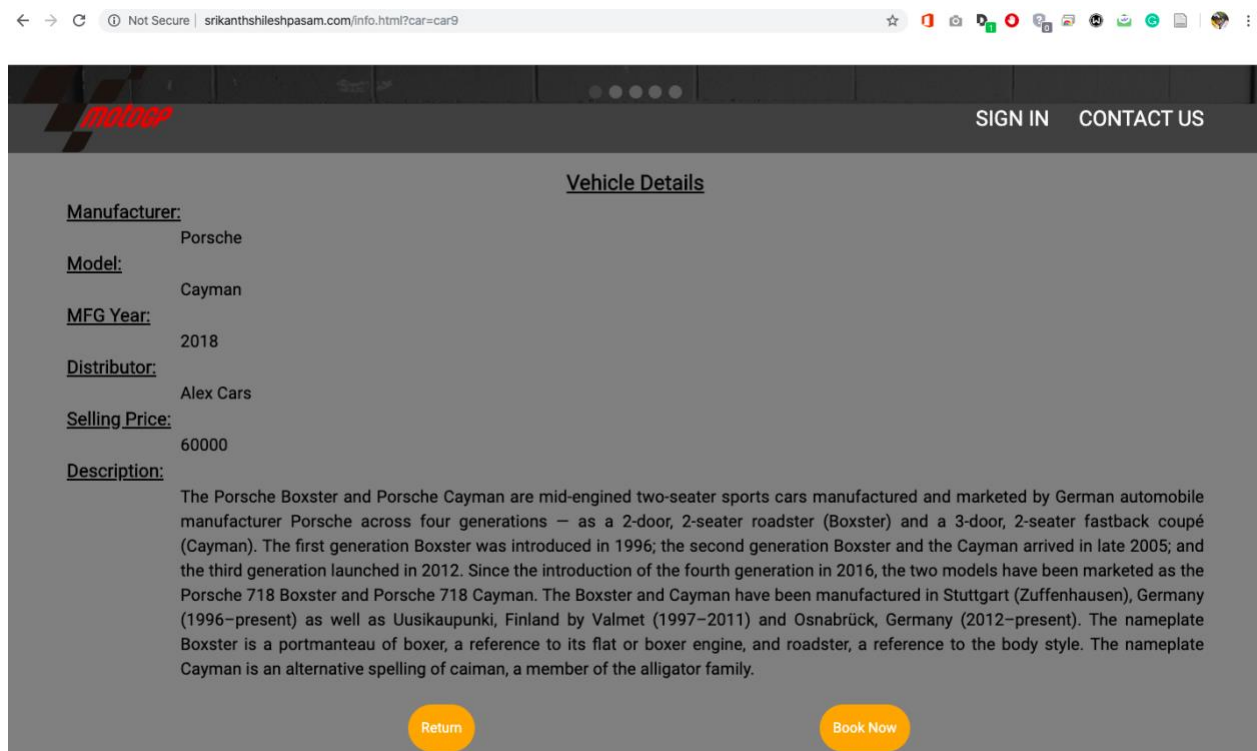 Not Secure | srikanthshileshpasam.com/info.html?car=car9
1
0
motoGP
SIGN IN CONTACT US
Vehicle Details
Manufacturer:
Porsche
Model:
Cayman
MFG Year:
2018
Distributor:
Alex Cars
Selling Price:
60000
Description:
The Porsche Boxster and Porsche Cayman are mid-engined two-seater sports cars manufactured and marketed by German automobile
manufacturer Porsche across four generations — as a 2-door, 2-seater roadster (Boxster) and a 3-door, 2-seater fastback coupé
(Cayman). The first generation Boxster was introduced in 1996; the second generation Boxster and the Cayman arrived in late 2005; and
the third generation launched in 2012. Since the introduction of the fourth generation in 2016, the two models have been marketed as the
Porsche 718 Boxster and Porsche 718 Cayman. The Boxster and Cayman have been manufactured in Stuttgart (Zuffenhausen), Germany
(1996–present) as well as Uusikaupunki, Finland by Valmet (1997–2011) and Osnabrück, Germany (2012–present). The nameplate
Boxster is a portmanteau of boxer, a reference to its flat or boxer engine, and roadster, a reference to the body style. The nameplate
Cayman is an alternative spelling of caiman, a member of the alligator family.
Return Book Now